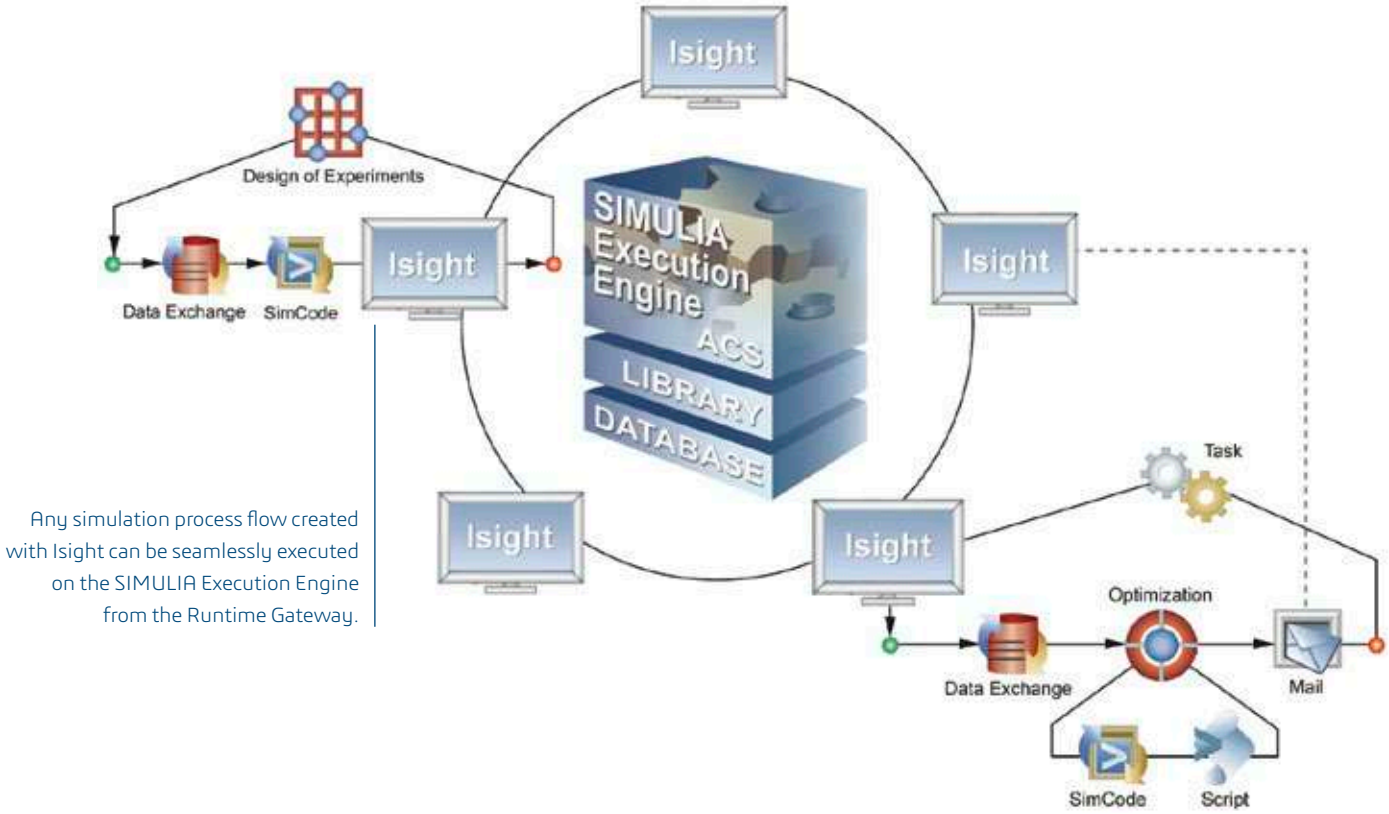 Isight
Design of Experiments
Isight
Data Exchange
SimCode
SIMULIA
Execution
Engine
ACS
LIBRARY
DATABASE
Isight
Isight
Isight
Any simulation process flow created
with Isight can be seamlessly executed
on the SIMULIA Execution Engine
from the Runtime Gateway.
Task
Optimization
Data Exchange
Mail
SimCode
Script